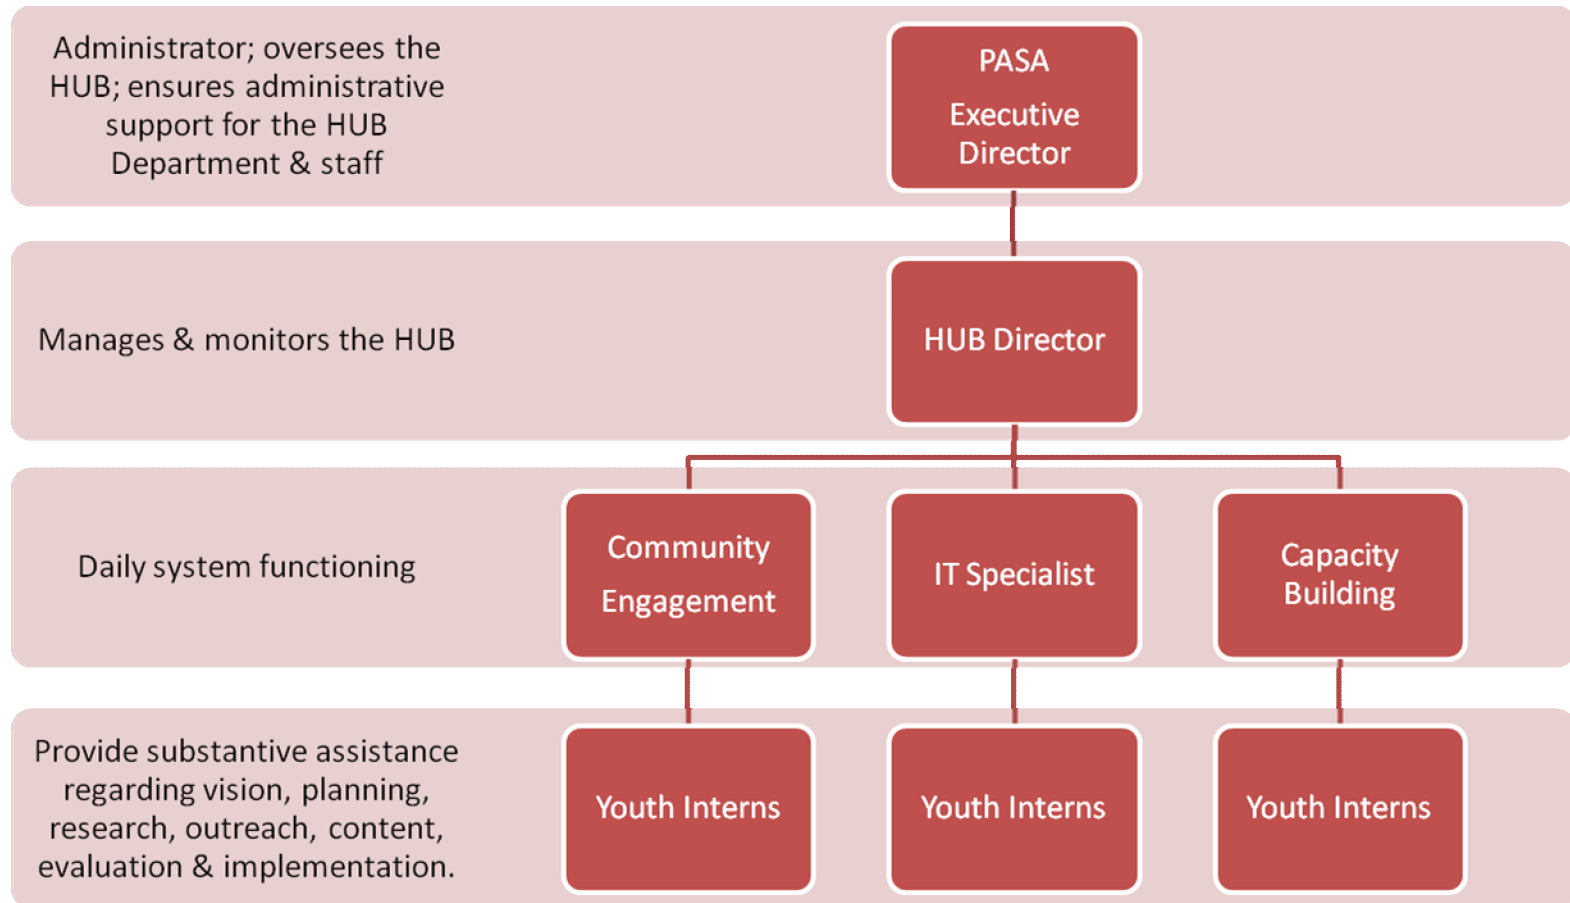 Administrator; oversees the
HUB; ensures administrative
support for the HUB
Department & staff
PASA
Executive
Director
Manages & monitors the HUB
HUB Director
Daily system functioning
Community
Engagement
IT Specialist
Capacity
Building
Provide substantive assistance
regarding vision, planning,
research, outreach, content,
evaluation & implementation.
Youth Interns
Youth Interns
Youth Interns